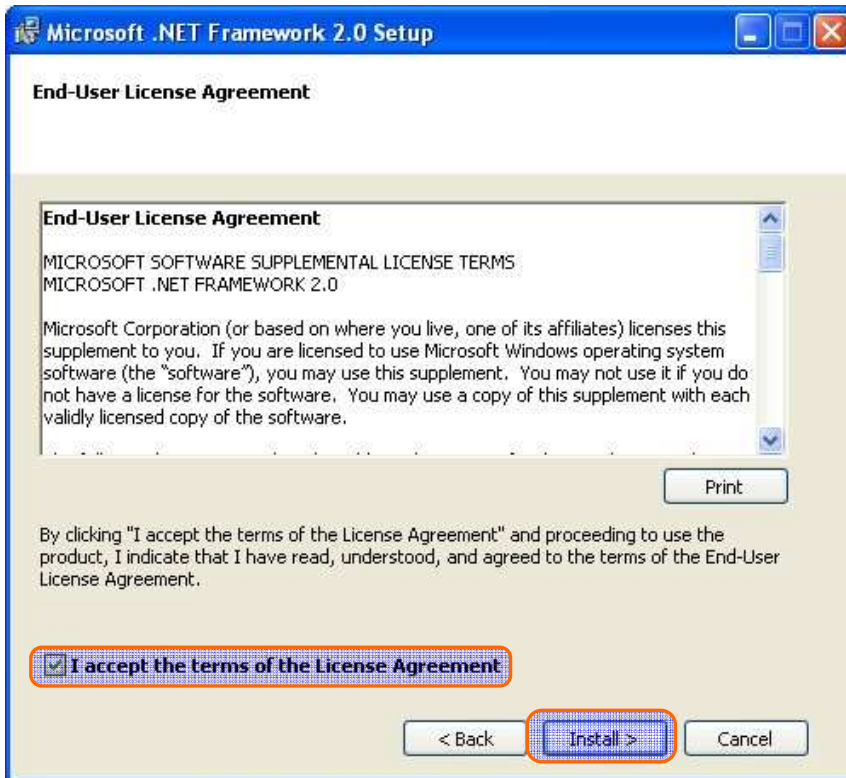 Microsoft .NET Framework 2.0 Setup
End-User License Agreement
End-User License Agreement
MICROSOFT SOFTWARE SUPPLEMENTAL LICENSE TERMS
MICROSOFT .NET FRAMEWORK 2.0
Microsoft Corporation (or based on where you live, one of its affiliates) licenses this
supplement to you.  If you are licensed to use Microsoft Windows operating system
software (the “software”), you may use this supplement.  You may not use it if you do
not have a license for the software.  You may use a copy of this supplement with each
validly licensed copy of the software.
Print
By clicking "I accept the terms of the License Agreement" and proceeding to use the
product, I indicate that I have read, understood, and agreed to the terms of the End-User
License Agreement.
I accept the terms of the License Agreement
< Back
Install >
Cancel